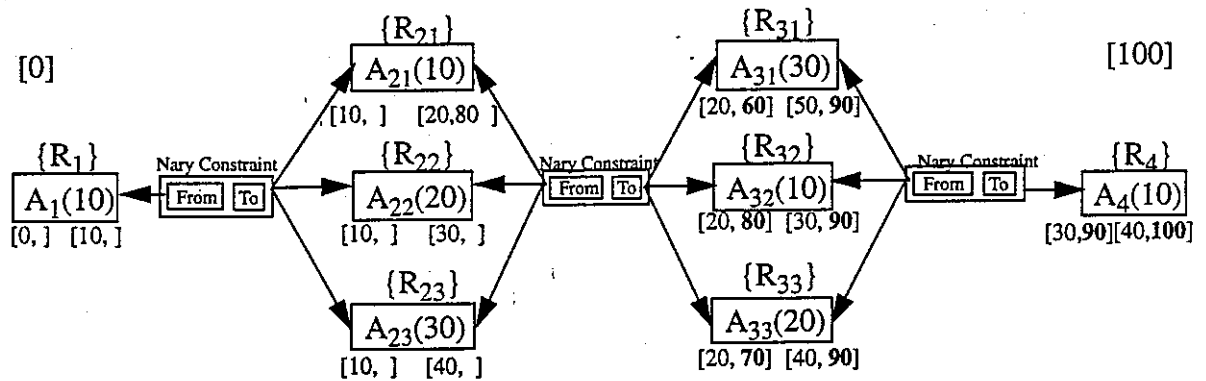 {R21} {R31}
[0] A21(10) A31(30) [100]
[10, ] [20,80 ] [20, 60] [50, 90]
{R1} Nary Constraint {R22} Nary Constraint {R32} Nary Constraint {R4}
A1(10) From To A22(20) From To A32(10) From To A4(10)
[0, ] [10, ] [10, ] [30, ] [20, 80] [30, 90] [30,90][40,100]
{R23} {R33}
A23(30) A33(20)
[10, ] [40, ] [20, 70] [40, 90]